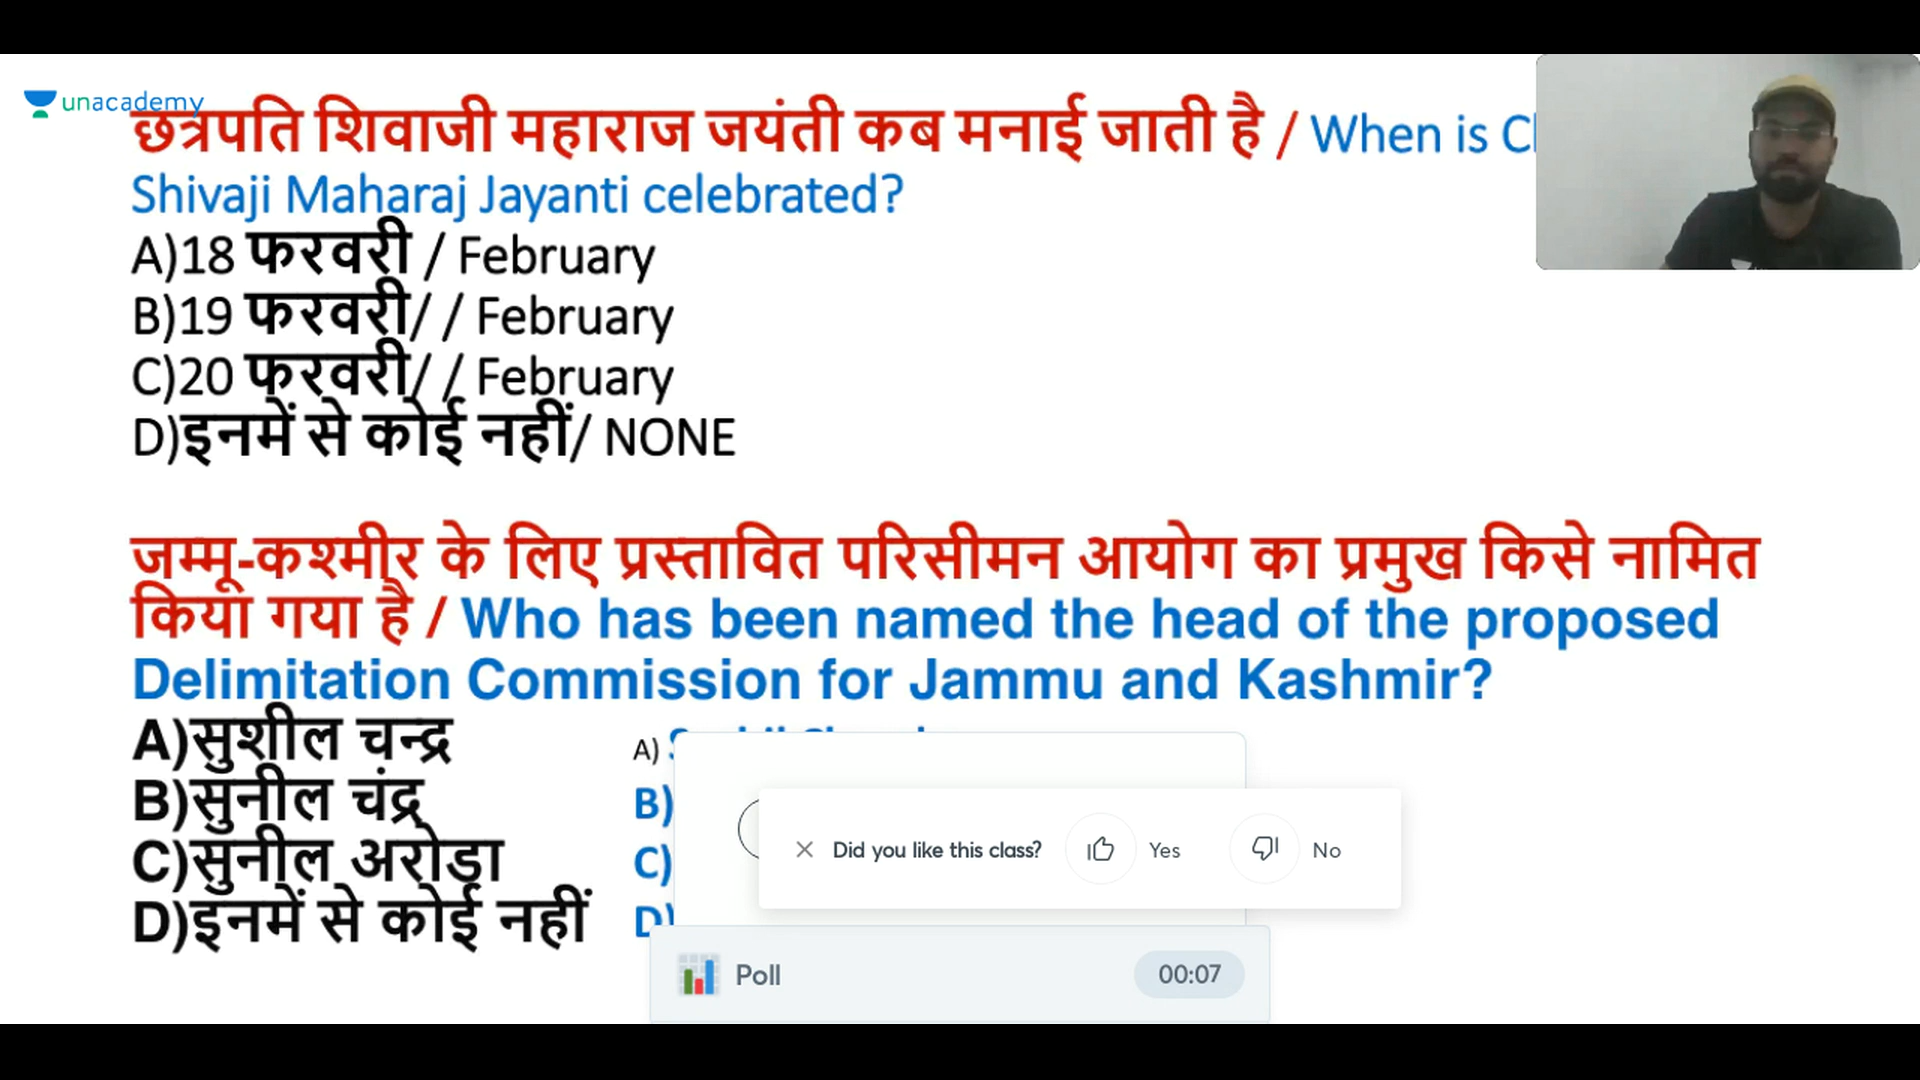 unacademy
छत्रपति शिवाजी महाराज जयंती कब मनाई जाती है / When is
Shivaji Maharaj Jayanti celebrated?
A)18 फरवरी / February
B)19 फरवरी/ / February
C)20 फरवरी/ / February
D)इनमें से कोई नहीं/ NONE
जम्मू-कश्मीर के लिए प्रस्तावित परिसीमन आयोग का प्रमुख किसे नामित
किया गया है / Who has been named the head of the proposed
Delimitation Commission for Jammu and Kashmir?
A)सुशील चन्द्र
A)
B)सुनील चंद्र
B)
C)सुनील अरोड़ा
C)
D)इनमें से कोई नहीं
D)
Did you like this class?
Yes
No
Poll
00:07